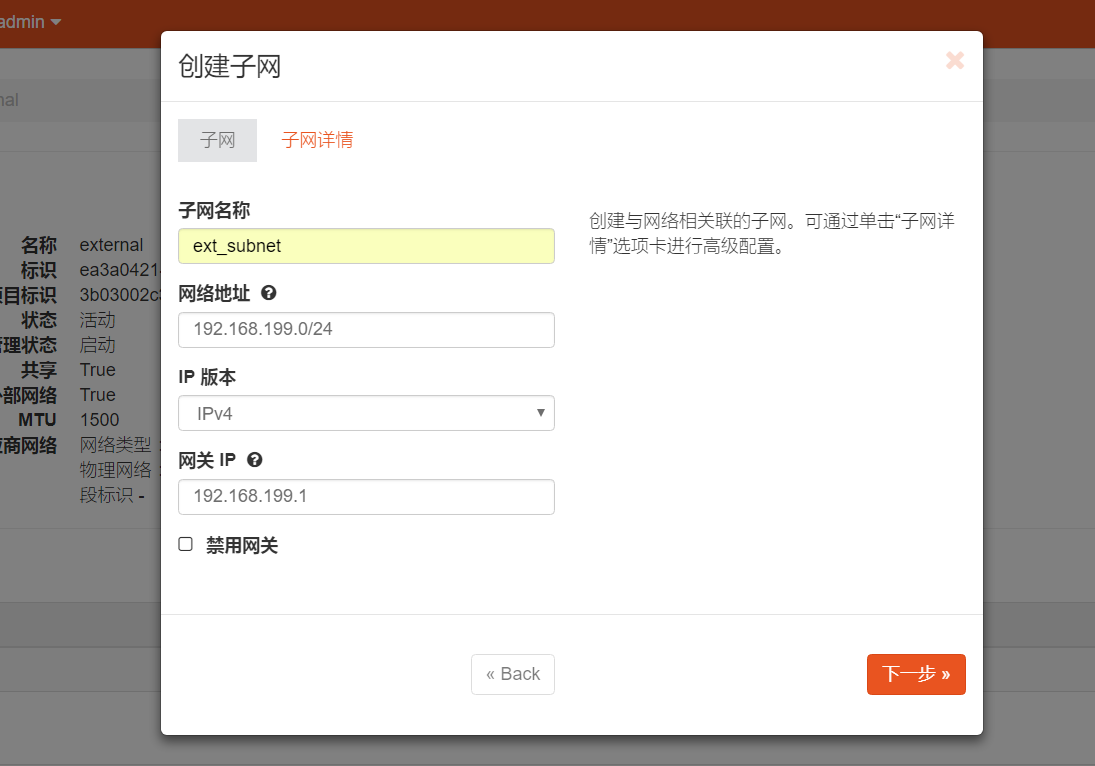 admin
创建子网
子网 子网详情
子网名称
ext_subnet
创建与网络相关联的子网。可通过单击“子网详
情”选项卡进行高级配置。
网络地址
192.168.199.0/24
IP 版本
IPv4
网关 IP
192.168.199.1
禁用网关
« Back
下一步 »
名称 external
标识 ea3a0421
目标识 3b03002c
状态 活动
管理状态 启动
共享 True
部网络 True
MTU 1500
商网络 网络类型 :
物理网络 :
段标识 -